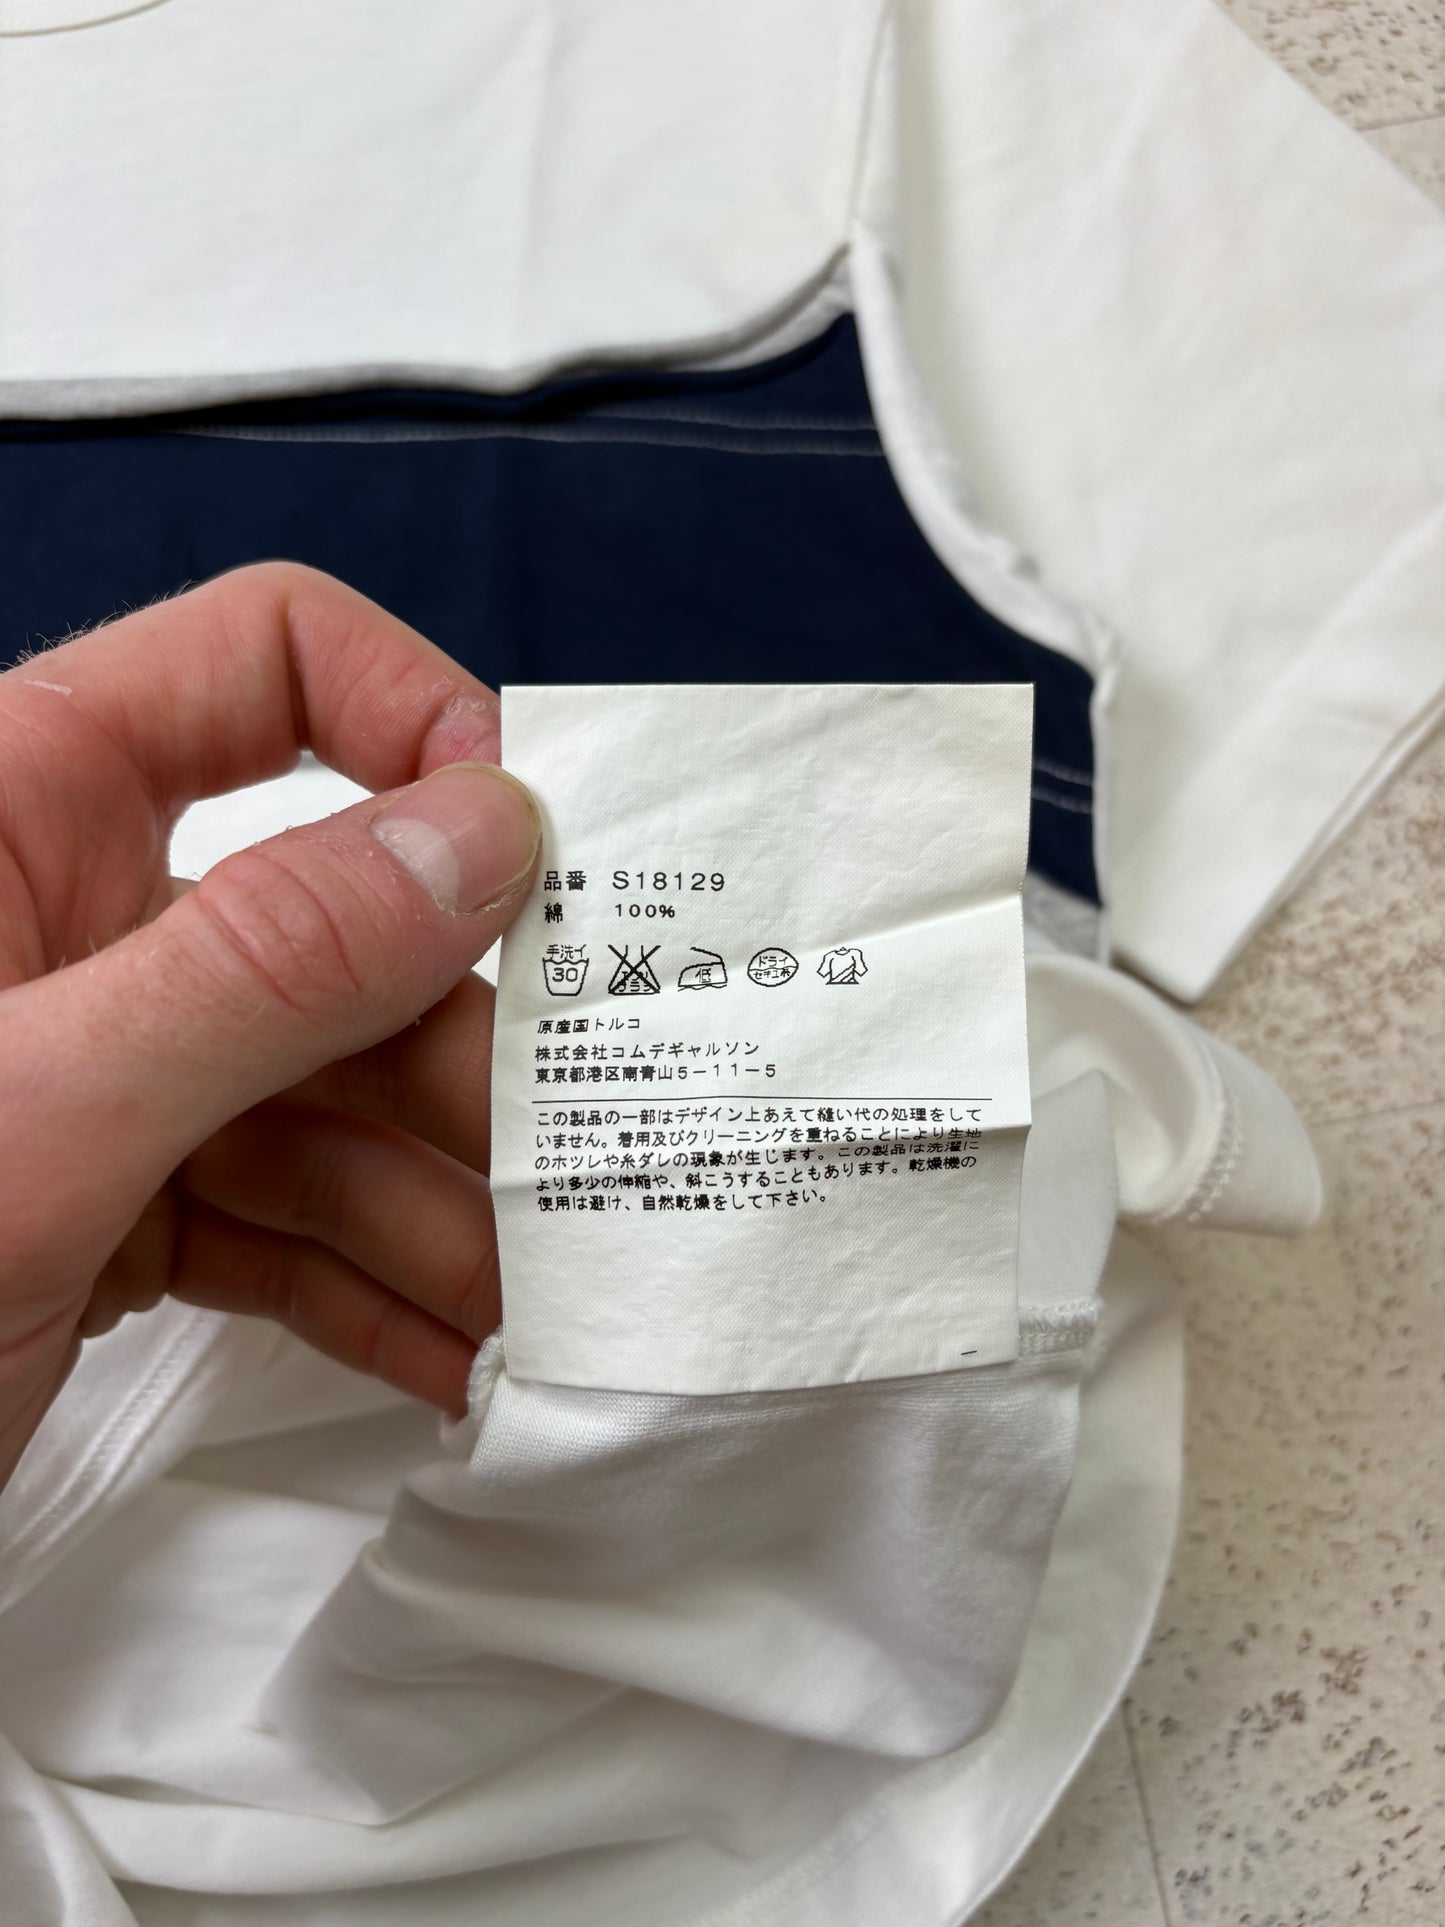 品番 S18129
綿 100%
手洗イ
30
エンソ
サラシ
低
ドライ
セキユ系
原産国トルコ
株式会社コムデギャルソン
東京都港区南青山5-11-5
この製品の一部はデザイン上あえて縫い代の処理をして
いません。着用及びクリーニングを重ねることにより生地
のホツレや糸ダレの現象が生じます。この製品は洗濯に
より多少の伸縮や、斜こうすることもあります。乾燥機の
使用は避け、自然乾燥をして下さい。